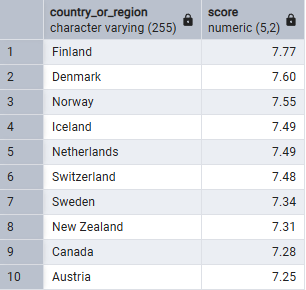 country_or_region score
character varying (255) numeric (5,2)
1 Finland 7.77
2 Denmark 7.60
3 Norway 7.55
4 Iceland 7.49
5 Netherlands 7.49
6 Switzerland 7.48
7 Sweden 7.34
8 New Zealand 7.31
9 Canada 7.28
10 Austria 7.25